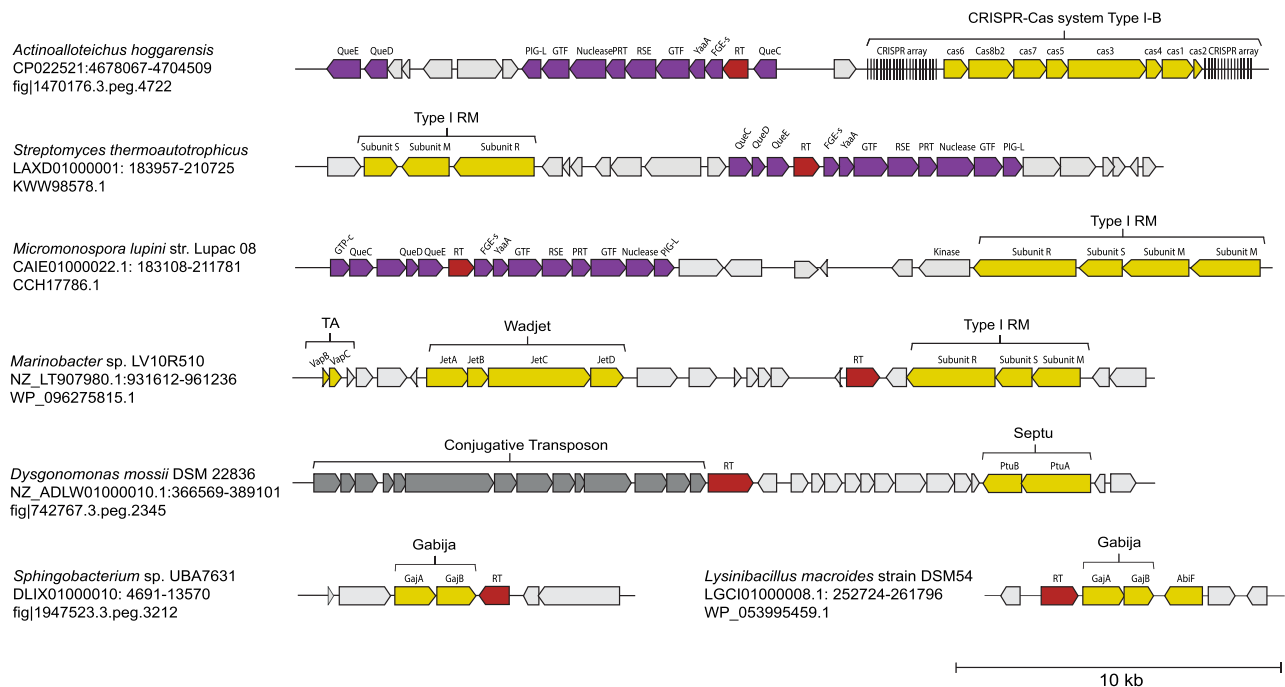 CRISPR-Cas system Type I-B
Actinoalloteichus hoggarensis
CP022521:4678067-4704509
fig|1470176.3.peg.4722
QueE QueD PIG-L GTF Nuclease PRT RSE GTF YaaA FGE-s RT QueC CRISPR array cas6 Cas8b2 cas7 cas5 cas3 cas4 cas1 cas2 CRISPR array
Type I RM
Streptomyces thermoautotrophicus
LAXD01000001: 183957-210725
KWW98578.1
Subunit S Subunit M Subunit R QueC QueD QueE RT FGE-s YaaA GTF RSE PRT Nuclease GTF PIG-L
Type I RM
Micromonospora lupini str. Lupac 08
CAIE01000022.1: 183108-211781
CCH17786.1
GTP-c QueC QueD QueE RT FGE-s YaaA GTF RSE PRT GTF Nuclease PIG-L Kinase Subunit R Subunit S Subunit M Subunit M
TA Wadjet Type I RM
Marinobacter sp. LV10R510
NZ_LT907980.1:931612-961236
WP_096275815.1
VapB VapC JetA JetB JetC JetD RT Subunit R Subunit S Subunit M
Conjugative Transposon Septu
Dysgonomonas mossii DSM 22836
NZ_ADLW01000010.1:366569-389101
fig|742767.3.peg.2345
RT PtuB PtuA
Gabija
Sphingobacterium sp. UBA7631
DLIX01000010: 4691-13570
fig|1947523.3.peg.3212
GajA GajB RT
Gabija
Lysinibacillus macroides strain DSM54
LGCI01000008.1: 252724-261796
WP_053995459.1
RT GajA GajB AbiF
10 kb